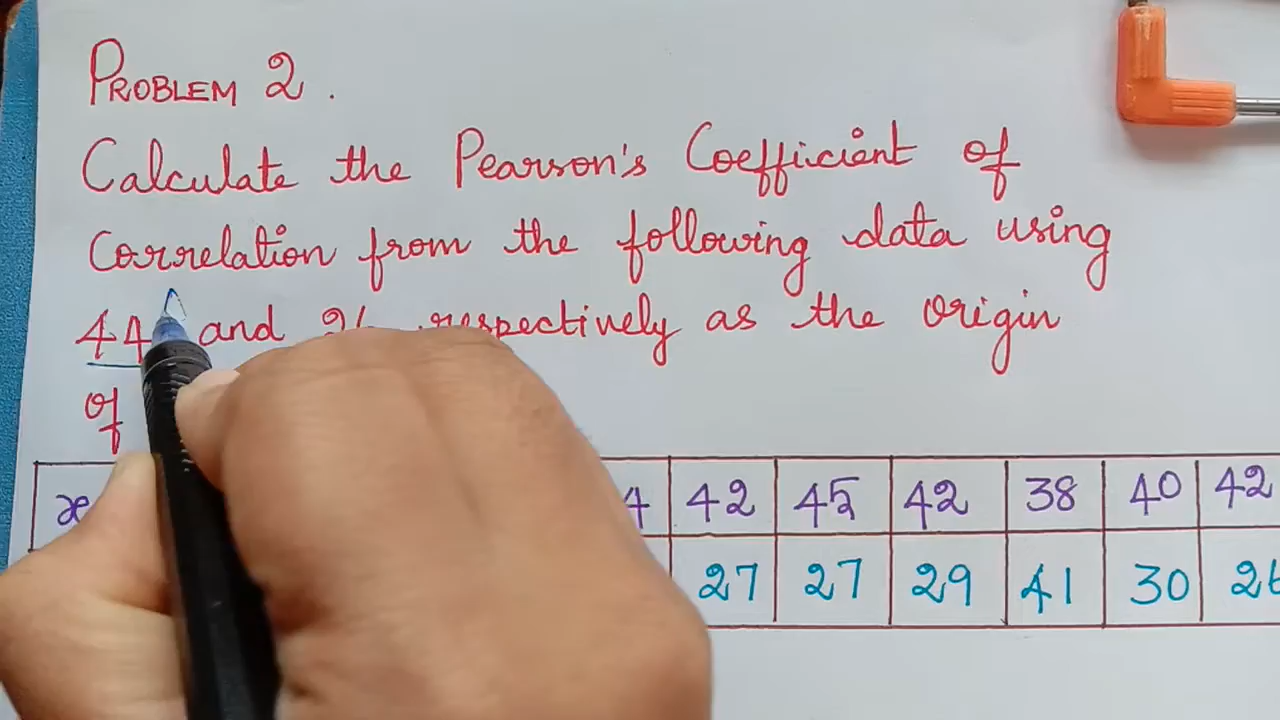 PROBLEM 2.
Calculate the Pearson's Coefficient of
Correlation from the following data using
44 and respectively as the origin
of
x 42 45 42 38 40 42
27 27 29 41 30 26